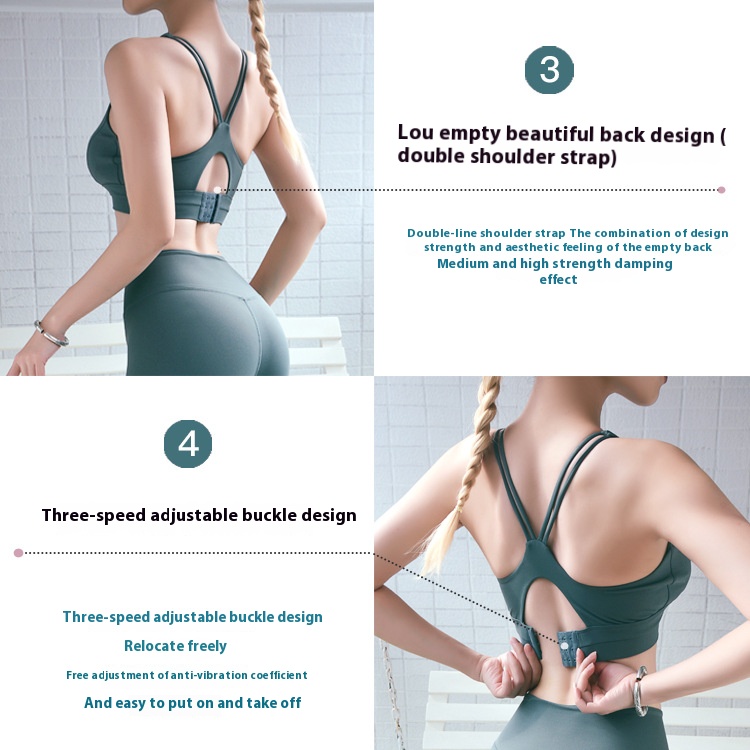 3
Lou empty beautiful back design (
double shoulder strap)
Double-line shoulder strap The combination of design
strength and aesthetic feeling of the empty back
Medium and high strength damping
effect
4
Three-speed adjustable buckle design
Three-speed adjustable buckle design
Relocate freely
Free adjustment of anti-vibration coefficient
And easy to put on and take off